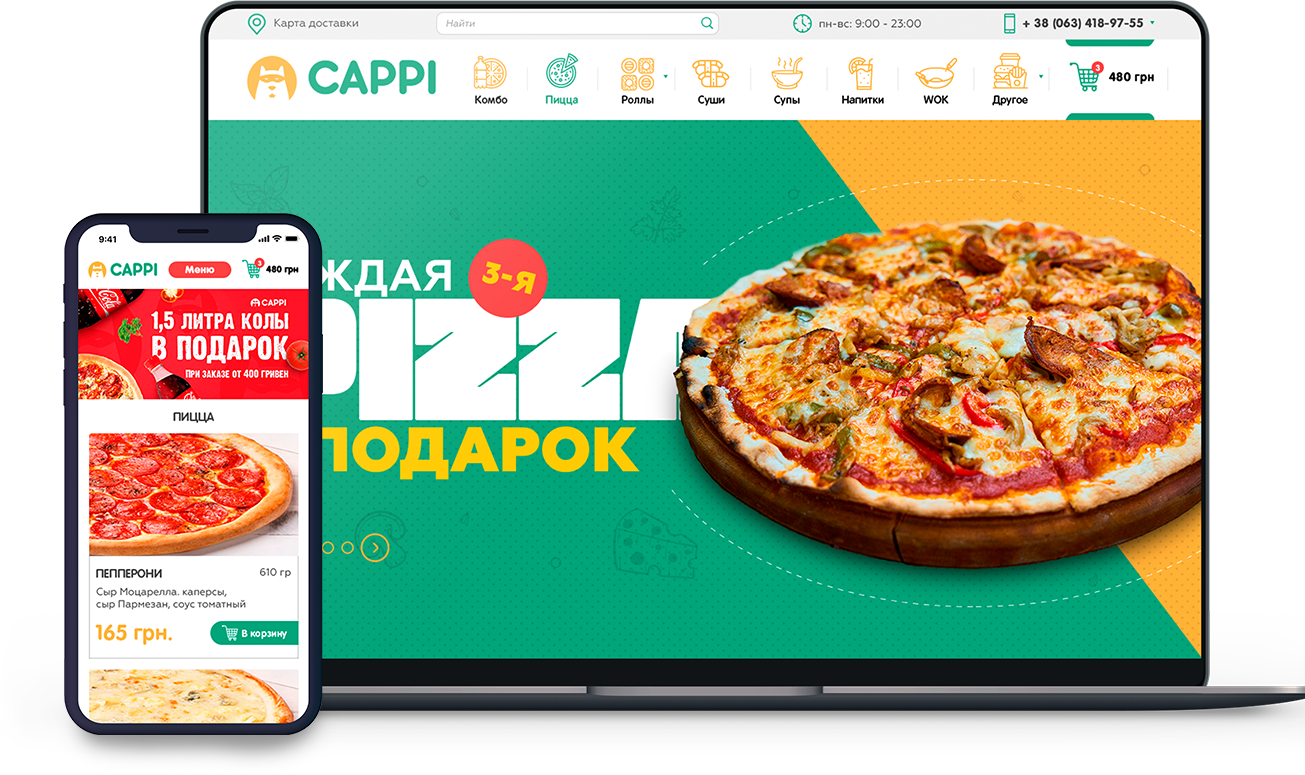 Карта доставки
Найти
пн-вс: 9:00 - 23:00
+ 38 (063) 418-97-55
CAPPI
Комбо
Пицца
Роллы
Суши
Супы
Напитки
WOK
Другое
3
480 грн
ЖДАЯ
3-Я
PIZZA
ПОДАРОК
9:41
CAPPI
Меню
3
480 грн
CAPPI
1,5 ЛИТРА КОЛЫ
В ПОДАРОК
ПРИ ЗАКАЗЕ ОТ 400 ГРИВЕН
ПИЦЦА
ПЕППЕРОНИ
610 гр
Сыр Моцарелла. каперсы,
сыр Пармезан, соус томатный
165 грн.
В корзину